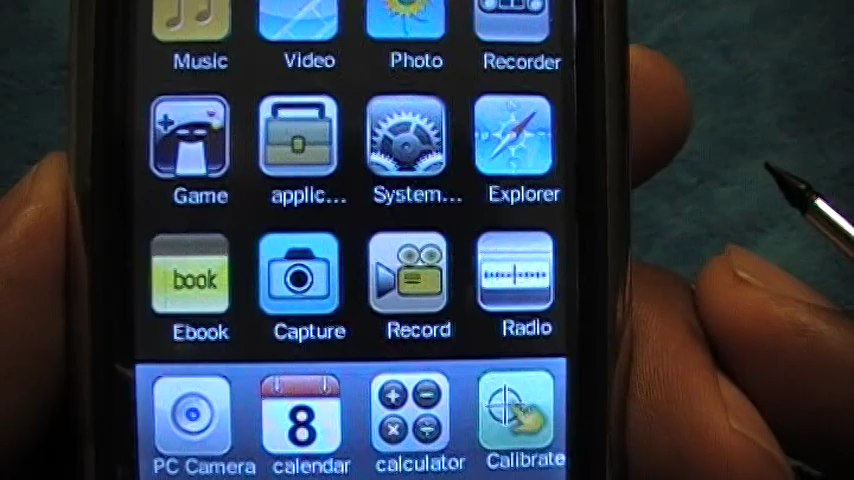 Music Video Photo Recorder
Game applic... System... Explorer
book
Ebook Capture Record Radio
8
PC Camera calendar calculator Calibrate